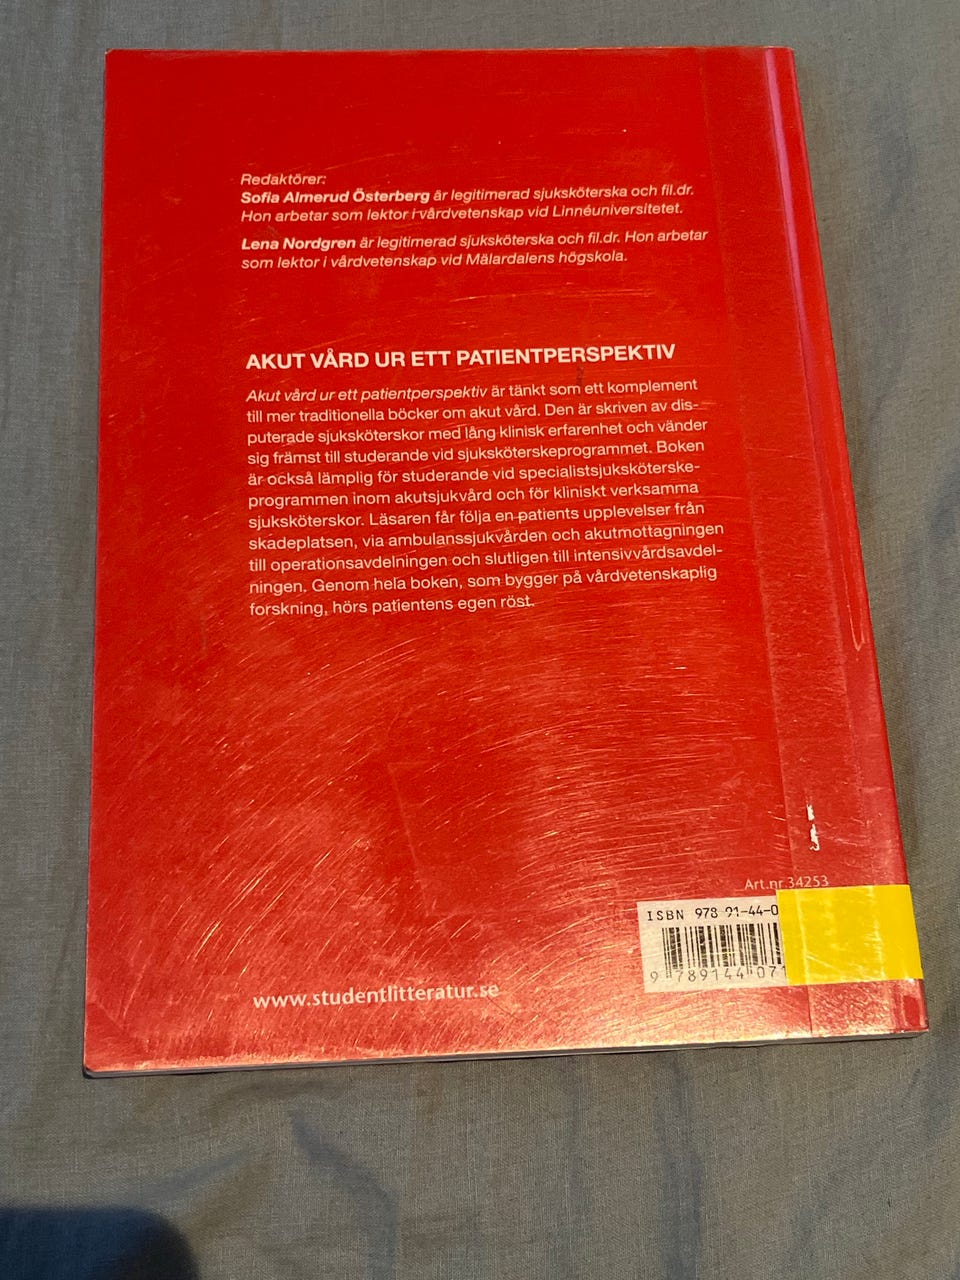 Redaktörer:
Sofia Almerud Österberg är legitimerad sjuksköterska och fil.dr.
Hon arbetar som lektor i vårdvetenskap vid Linnéuniversitetet.
Lena Nordgren är legitimerad sjuksköterska och fil.dr. Hon arbetar
som lektor i vårdvetenskap vid Mälardalens högskola.
AKUT VÅRD UR ETT PATIENTPERSPEKTIV
Akut vård ur ett patientperspektiv är tänkt som ett komplement
till mer traditionella böcker om akut vård. Den är skriven av dis-
puterade sjuksköterskor med lång klinisk erfarenhet och vänder
sig främst till studerande vid sjuksköterskeprogrammet. Boken
är också lämplig för studerande vid specialistsjuksköterske-
programmen inom akutsjukvård och för kliniskt verksamma
sjuksköterskor. Läsaren får följa en patients upplevelser från
skadeplatsen, via ambulanssjukvården och akutmottagningen
till operationsavdelningen och slutligen till intensivvårdsavdel-
ningen. Genom hela boken, som bygger på vårdvetenskaplig
forskning, hörs patientens egen röst.
Art.nr 34253
ISBN 978 91-44-0
9 789144 071
www.studentlitteratur.se